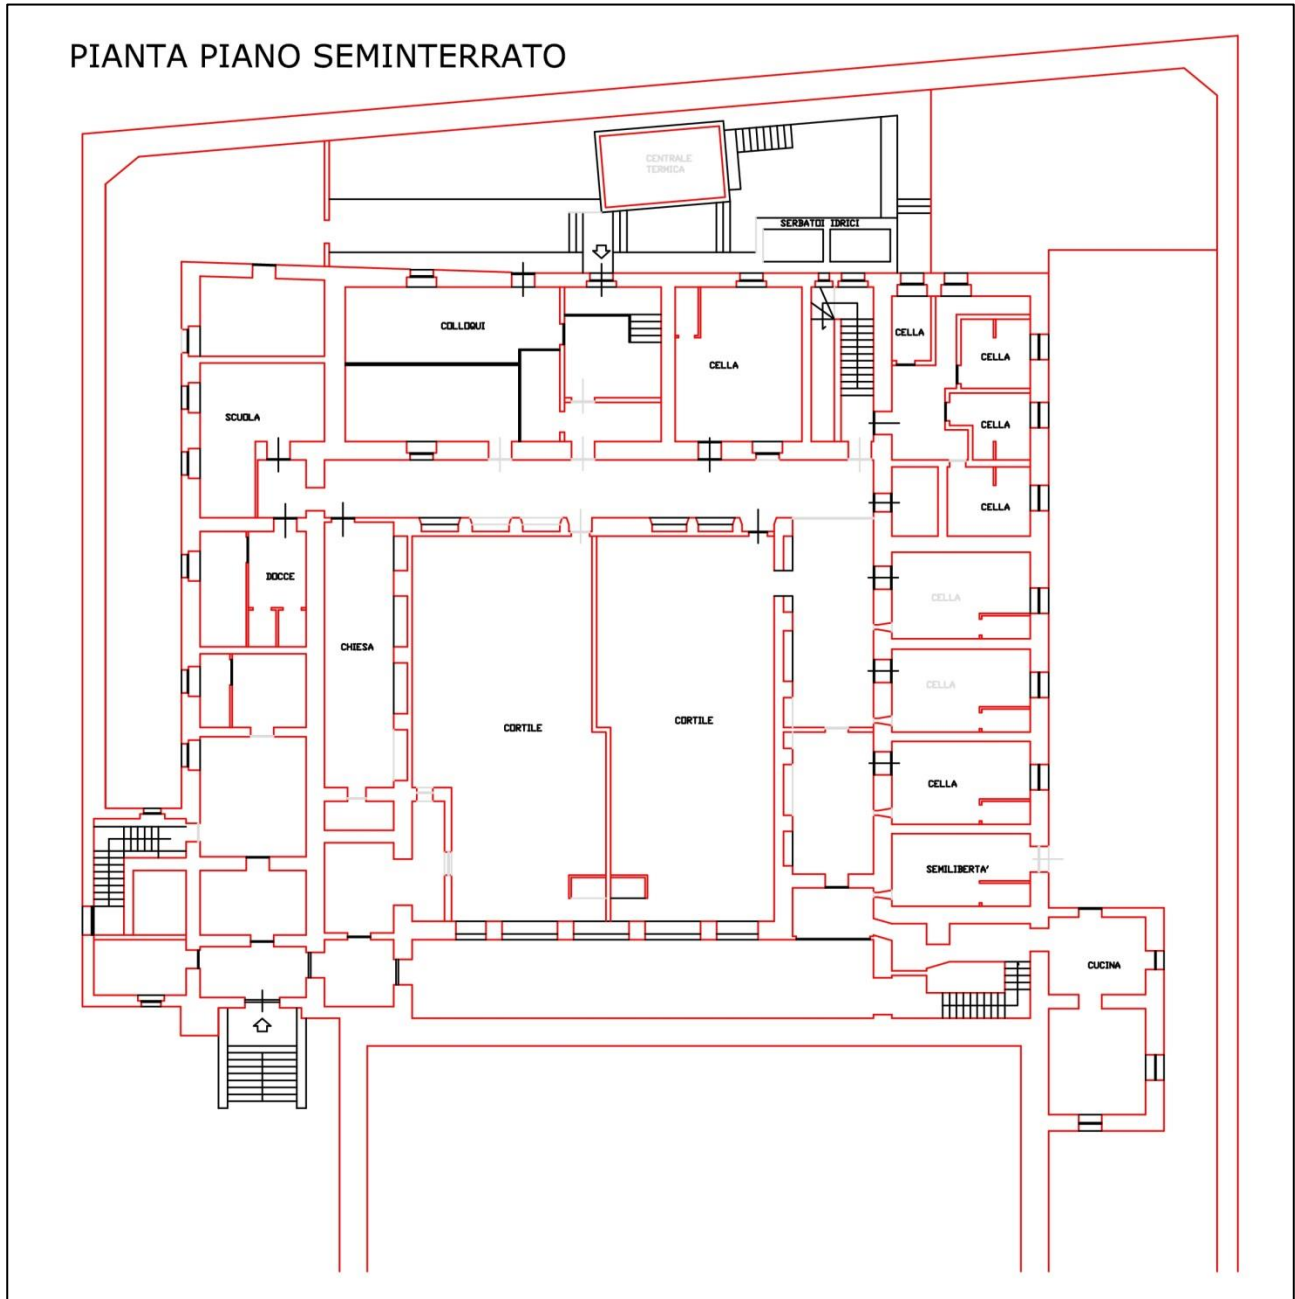 PIANTA PIANO SEMINTERRATO
CENTRALE
TERMICA
SERBATOI IDRICI
COLLOQUI
CELLA
CELLA
CELLA
SCUOLA
CELLA
CELLA
DOCCE
CELLA
CHIESA
CELLA
CORTILE
CORTILE
CELLA
SEMILIBERTA'
CUCINA